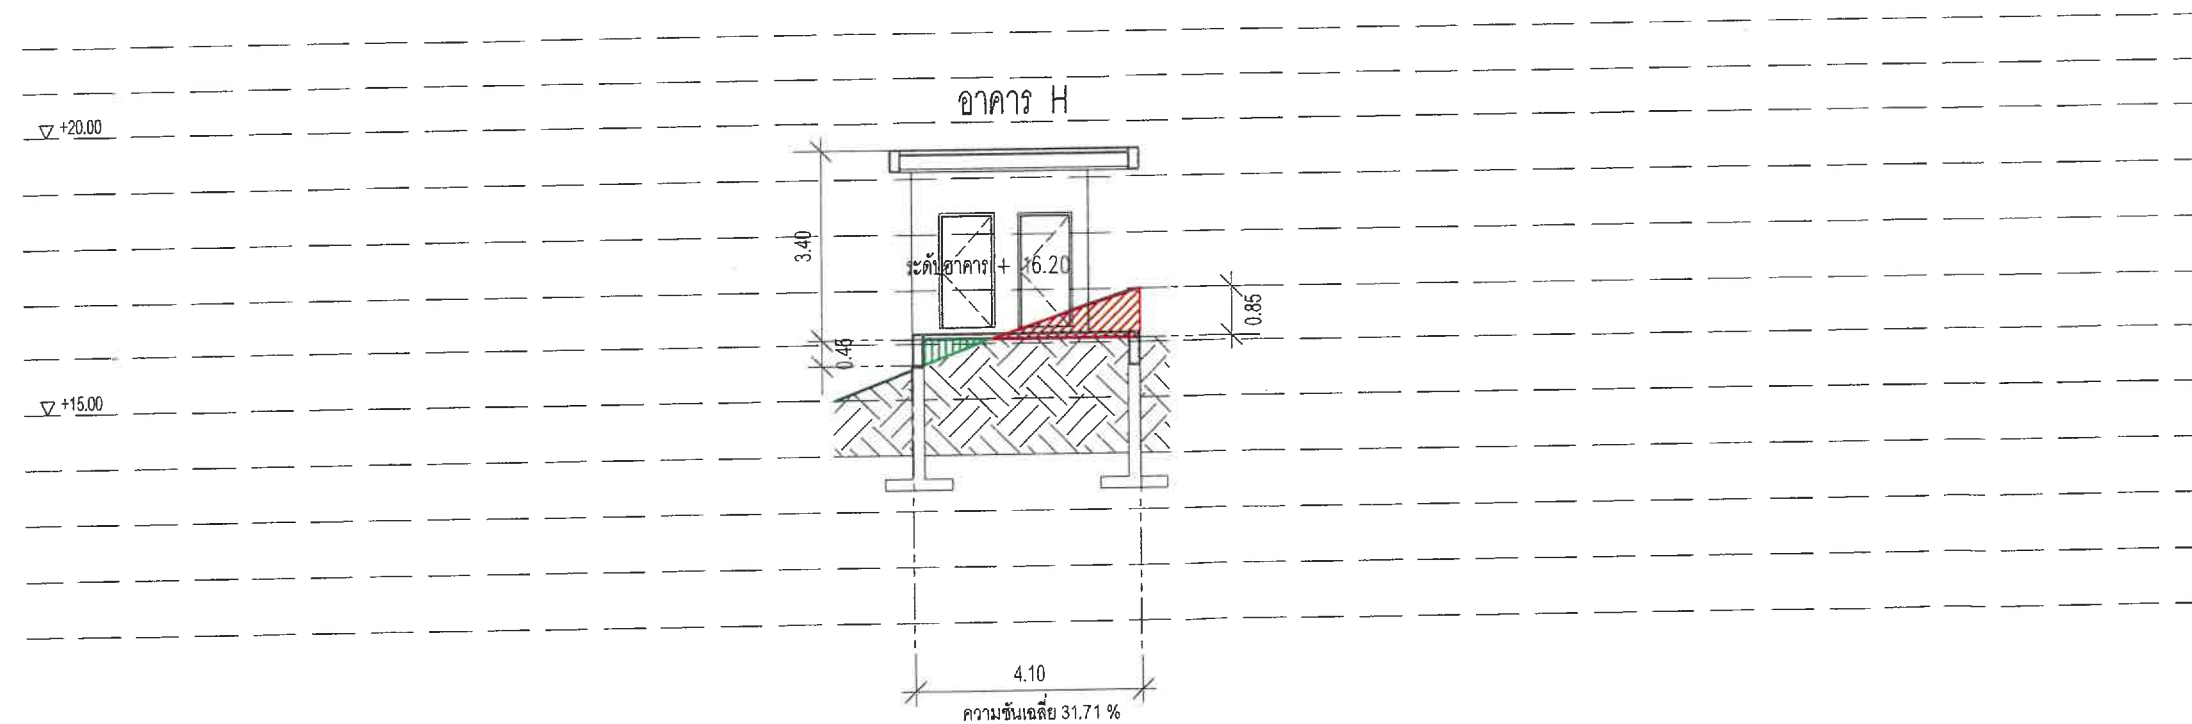 อาคาร H
+20.00
3.40
ระดับอาคาร + 16.20
0.85
0.45
+15.00
4.10
ความชันเฉลี่ย 31.71 %